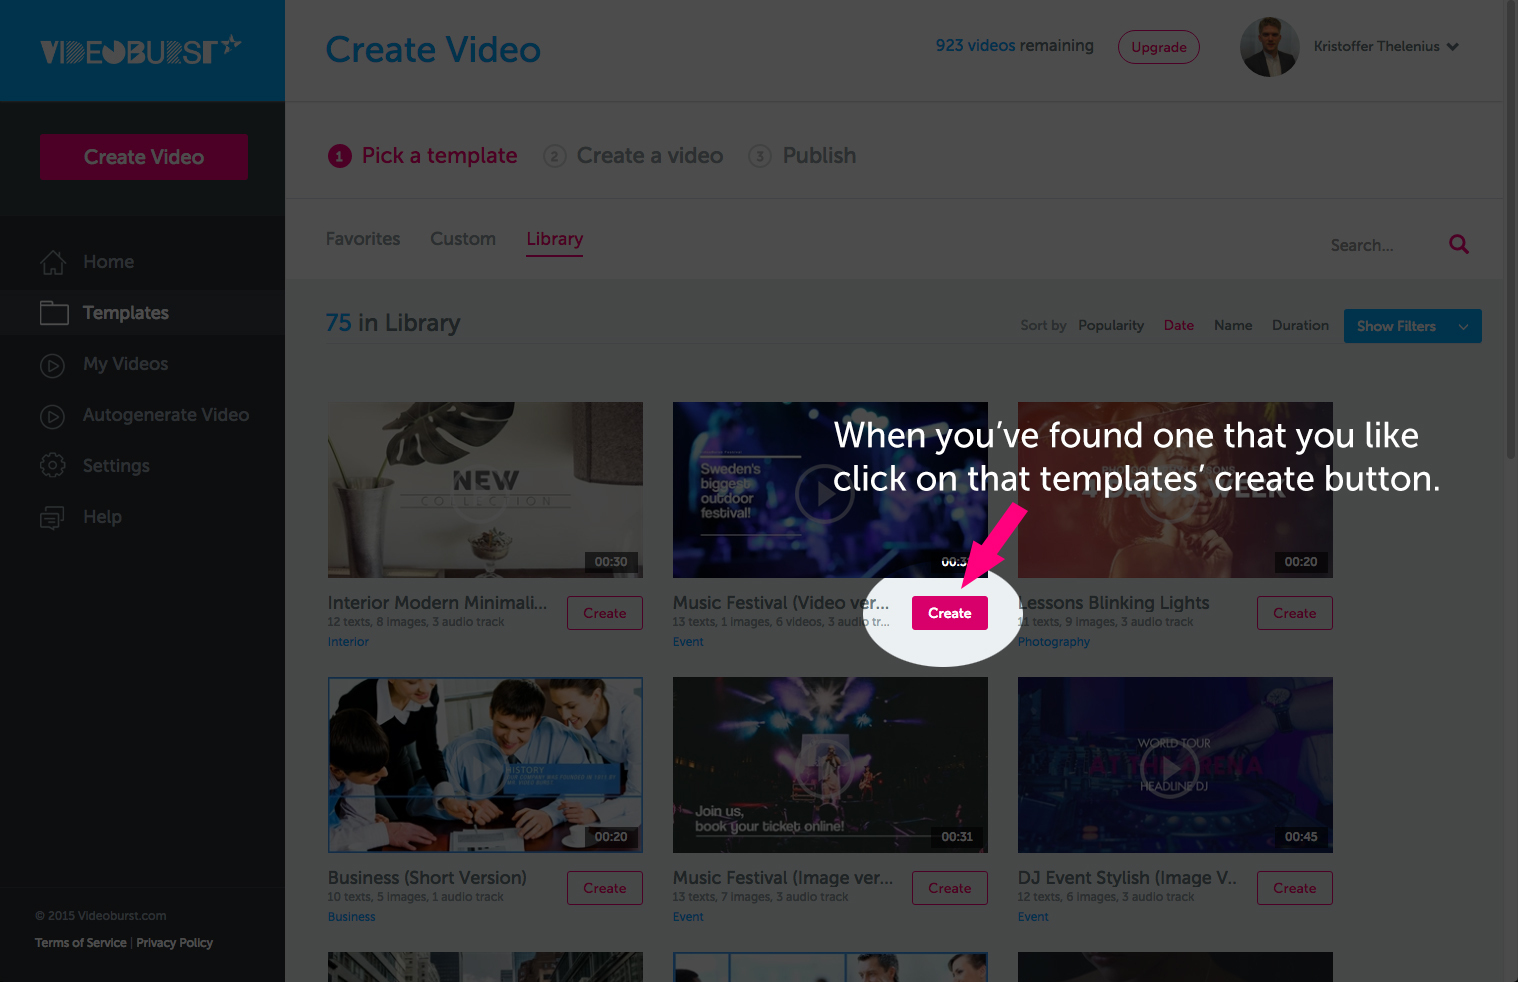 VIDEOBURST
Create Video
923 videos remaining
Upgrade
Kristoffer Thelenius
Create Video
1 Pick a template
2 Create a video
3 Publish
Home
Templates
My Videos
Autogenerate Video
Settings
Help
Favorites
Custom
Library
Search...
75 in Library
Sort by Popularity Date Name Duration
Show Filters
When you've found one that you like
click on that templates' create button.
NEW
COLLECTION
00:30
Sweden's
biggest
outdoor
festival!
00:20
Interior Modern Minimali...
12 texts, 8 images, 3 audio track
Interior
Create
Music Festival (Video ver...
13 texts, 1 images, 6 videos, 3 audio tr...
Event
Create
Lessons Blinking Lights
11 texts, 9 images, 3 audio track
Photography
Create
HISTORY
00:20
Join us,
book your ticket online!
00:31
WORLD TOUR
AT THE ARENA
HEADLINE DJ
00:45
Business (Short Version)
10 texts, 5 images, 1 audio track
Business
Create
Music Festival (Image ver...
13 texts, 7 images, 3 audio track
Event
Create
DJ Event Stylish (Image V..
12 texts, 6 images, 3 audio track
Event
Create
© 2015 Videoburst.com
Terms of Service | Privacy Policy